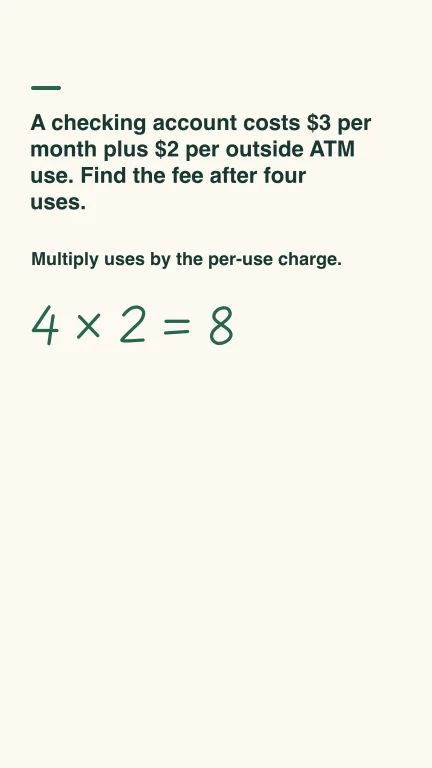 A checking account costs $3 per
month plus $2 per outside ATM
use. Find the fee after four
uses.
Multiply uses by the per-use charge.
4 × 2 = 8